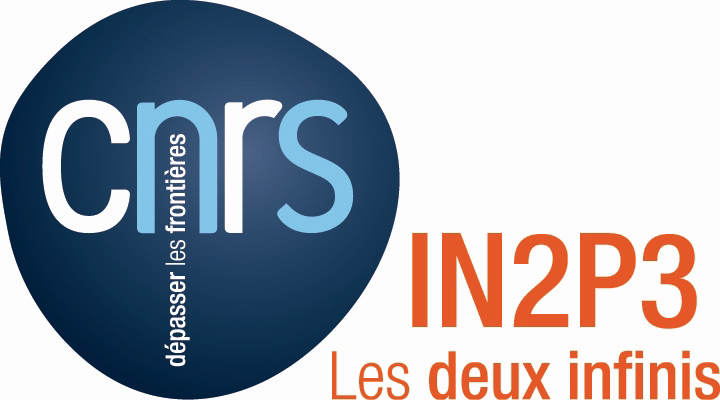 cnrs
dépasser les frontières
IN2P3
Les deux infinis